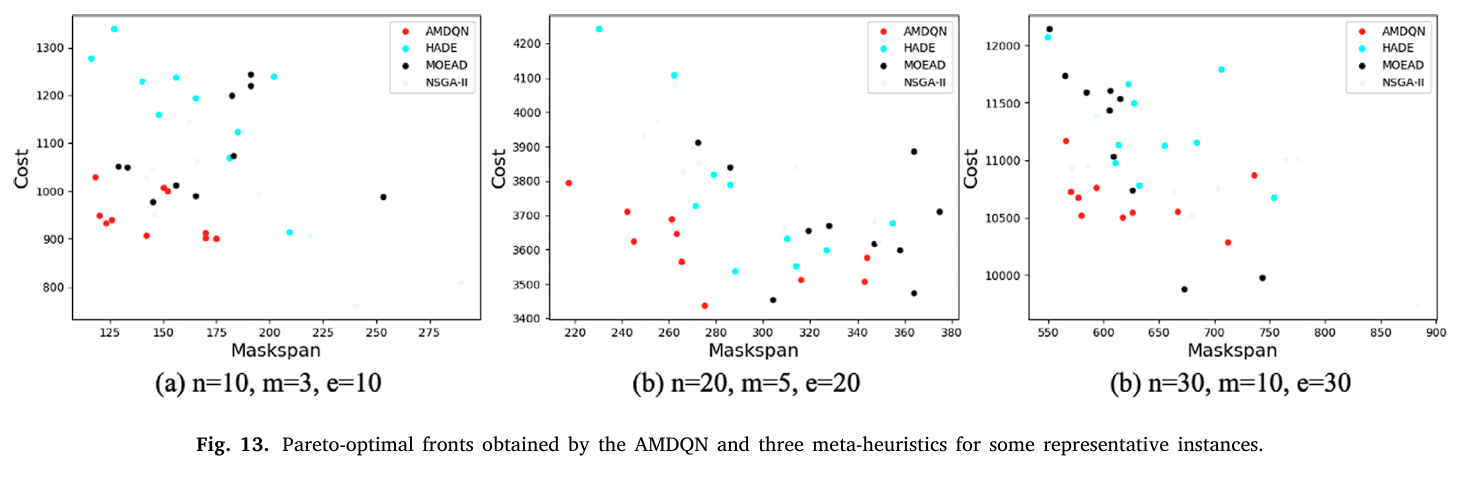 1300
1200
1100
1000
900
800
Cost
125 150 175 200 225 250 275
Maskspan
AMDQN
HADE
MOEAD
NSGA-II
(a) n=10, m=3, e=10
4200
4100
4000
3900
3800
3700
3600
3500
3400
Cost
220 240 260 280 300 320 340 360 380
Maskspan
AMDQN
HADE
MOEAD
NSGA-II
(b) n=20, m=5, e=20
12000
11500
11000
10500
10000
Cost
550 600 650 700 750 800 850 900
Maskspan
AMDQN
HADE
MOEAD
NSGA-II
(b) n=30, m=10, e=30
Fig. 13. Pareto-optimal fronts obtained by the AMDQN and three meta-heuristics for some representative instances.